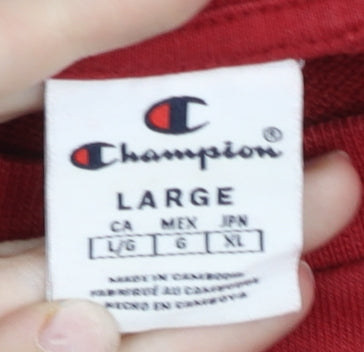 Champion®
LARGE
CA MEX JPN
L/G G XL
MADE IN CAMBODIA
FABRIQUÉ AU CAMBODGE
HECHO EN CAMBOYA